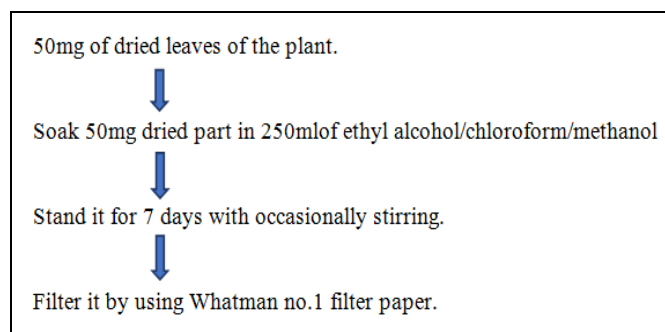 50mg of dried leaves of the plant.
Soak 50mg dried part in 250mlof ethyl alcohol/chloroform/methanol
Stand it for 7 days with occasionally stirring.
Filter it by using Whatman no.1 filter paper.